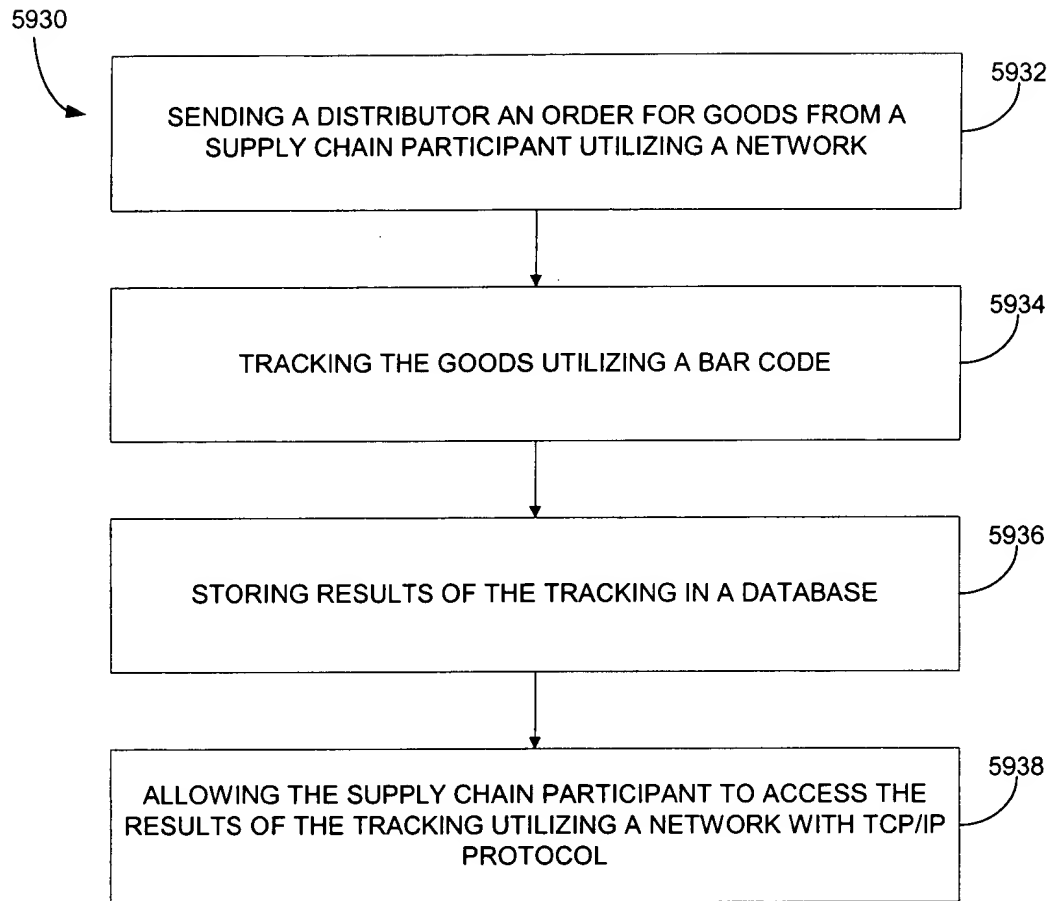 5930
5932
SENDING A DISTRIBUTOR AN ORDER FOR GOODS FROM A
SUPPLY CHAIN PARTICIPANT UTILIZING A NETWORK
5934
TRACKING THE GOODS UTILIZING A BAR CODE
5936
STORING RESULTS OF THE TRACKING IN A DATABASE
5938
ALLOWING THE SUPPLY CHAIN PARTICIPANT TO ACCESS THE
RESULTS OF THE TRACKING UTILIZING A NETWORK WITH TCP/IP
PROTOCOL